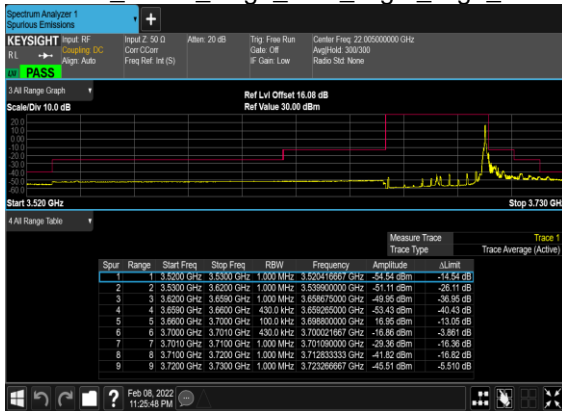 Spectrum Analyzer 1
Spurious Emissions
KEYSIGHT Input: RF Input Z: 50 Ω Atten: 20 dB Trig: Free Run Center Freq: 22.005000000 GHz
RL Coupling: DC Corr CCorr Gate: Off Avg|Hold: 300/300
Align: Auto Freq Ref: Int (S) IF Gain: Low Radio Std: None
PASS
3 All Range Graph
Ref Lvl Offset 16.08 dB
Scale/Div 10.0 dB Ref Value 30.00 dBm
20.0
10.0
0.00
-10.0
-20.0
-30.0
-40.0
-50.0
-60.0
Start 3.520 GHz Stop 3.730 GH
4 All Range Table
Measure Trace Trace 1
Trace Type Trace Average (Active)
Spur Range Start Freq Stop Freq RBW Frequency Amplitude ΔLimit
1 1 3.5200 GHz 3.5300 GHz 1.000 MHz 3.520416667 GHz -54.54 dBm -14.54 dB
2 2 3.5300 GHz 3.6200 GHz 1.000 MHz 3.539900000 GHz -51.11 dBm -26.11 dB
3 3 3.6200 GHz 3.6590 GHz 1.000 MHz 3.658675000 GHz -49.95 dBm -36.95 dB
4 4 3.6590 GHz 3.6600 GHz 430.0 kHz 3.659265000 GHz -53.43 dBm -40.43 dB
5 5 3.6600 GHz 3.7000 GHz 100.0 kHz 3.698800000 GHz 16.95 dBm -13.05 dB
6 6 3.7000 GHz 3.7010 GHz 430.0 kHz 3.700021667 GHz -16.86 dBm -3.861 dB
7 7 3.7010 GHz 3.7100 GHz 1.000 MHz 3.701090000 GHz -29.36 dBm -16.36 dB
8 8 3.7100 GHz 3.7200 GHz 1.000 MHz 3.712833333 GHz -41.82 dBm -16.82 dB
9 9 3.7200 GHz 3.7300 GHz 1.000 MHz 3.723266667 GHz -45.51 dBm -5.510 dB
Feb 08, 2022
11:25:48 PM